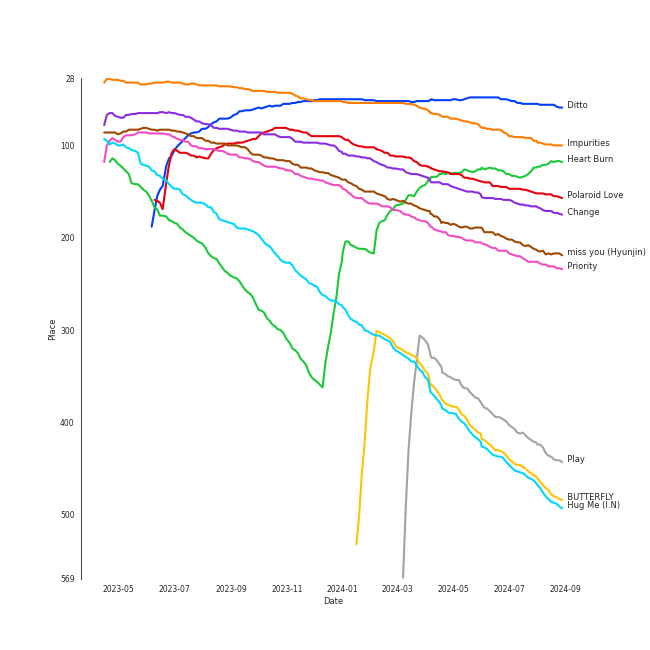 28
100
200
300
400
500
569
Place
2023-05
2023-07
2023-09
2023-11
2024-01
2024-03
2024-05
2024-07
2024-09
Date
Ditto
Impurities
Heart Burn
Polaroid Love
Change
miss you (Hyunjin)
Priority
Play
BUTTERFLY
Hug Me (I.N)